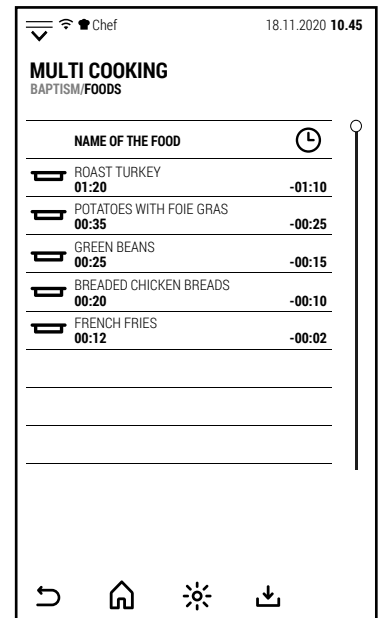 Chef 18.11.2020 10.45
MULTI COOKING
BAPTISM/FOODS
NAME OF THE FOOD
ROAST TURKEY
01:20 -01:10
POTATOES WITH FOIE GRAS
00:35 -00:25
GREEN BEANS
00:25 -00:15
BREADED CHICKEN BREADS
00:20 -00:10
FRENCH FRIES
00:12 -00:02